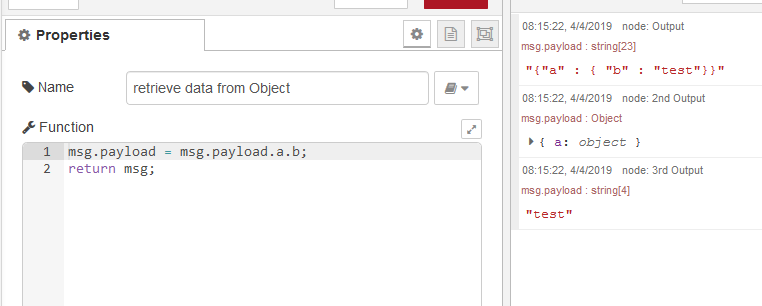 Properties
Name
retrieve data from Object
Function
1 msg.payload = msg.payload.a.b;
2 return msg;
08:15:22, 4/4/2019 node: Output
msg.payload : string[23]
"{"a" : { "b" : "test"}}"
08:15:22, 4/4/2019 node: 2nd Output
msg.payload : Object
{ a: object }
08:15:22, 4/4/2019 node: 3rd Output
msg.payload : string[4]
"test"